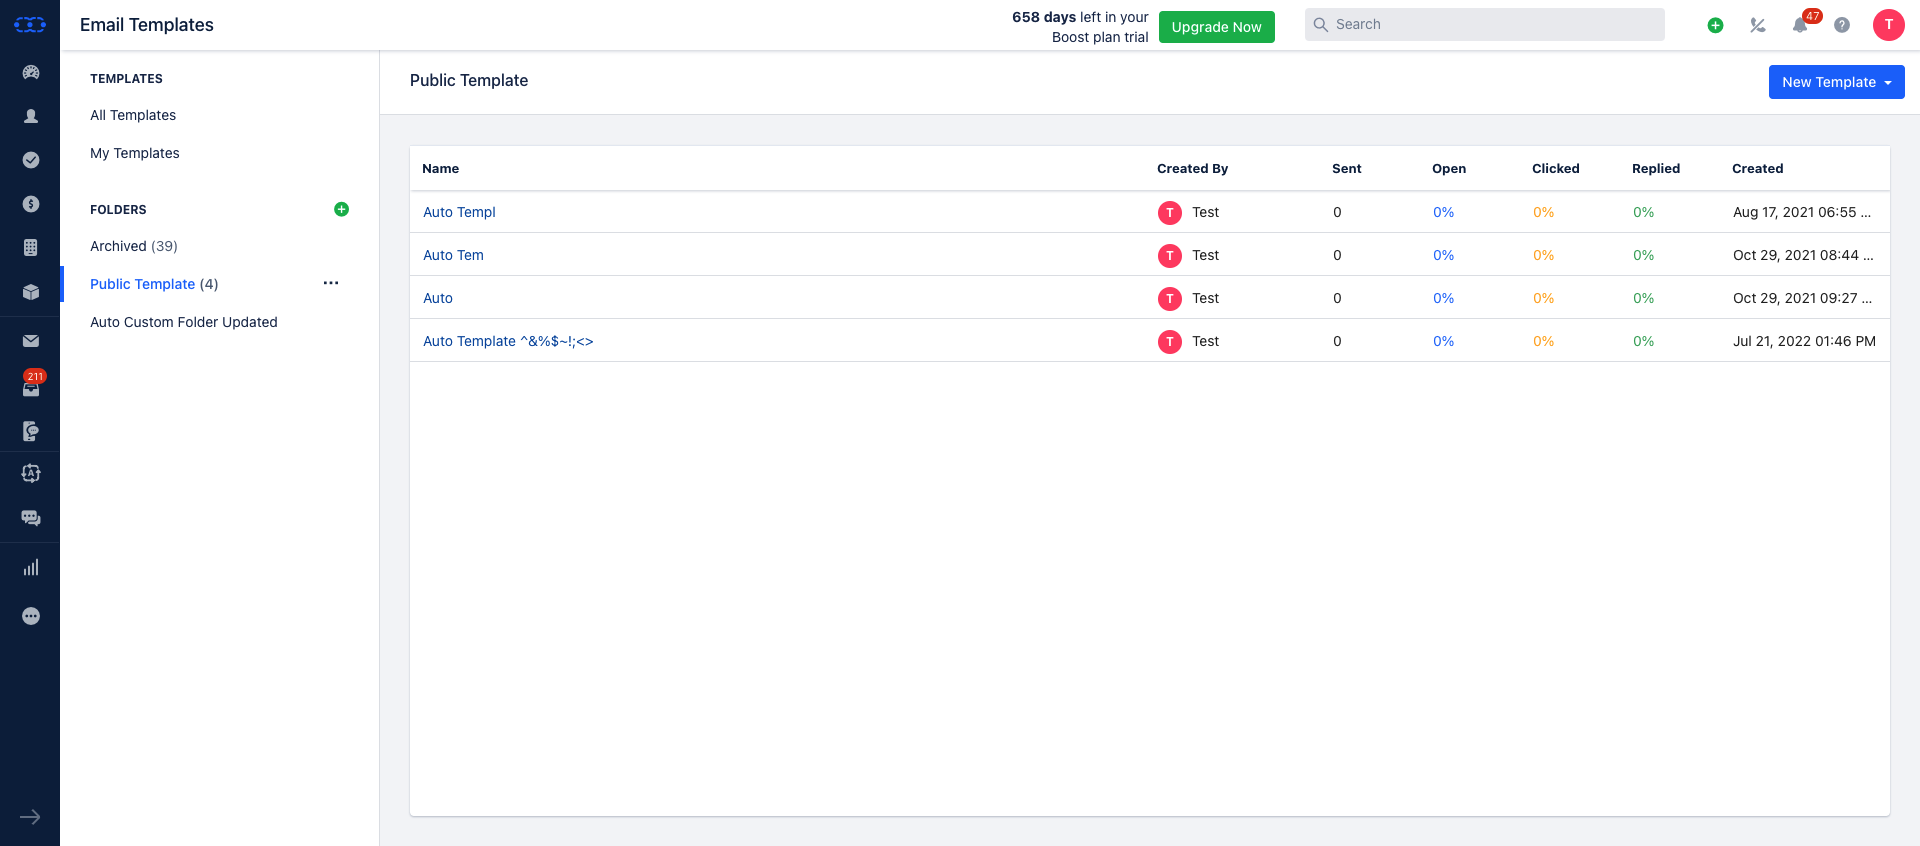 Email Templates
658 days left in your
Boost plan trial
Upgrade Now
Search
47
T
TEMPLATES
All Templates
My Templates
FOLDERS
Archived (39)
Public Template (4)
Auto Custom Folder Updated
211
Public Template
New Template
Name Created By Sent Open Clicked Replied Created
Auto Templ T Test 0 0% 0% 0% Aug 17, 2021 06:55 ...
Auto Tem T Test 0 0% 0% 0% Oct 29, 2021 08:44 ...
Auto T Test 0 0% 0% 0% Oct 29, 2021 09:27 ...
Auto Template ^&%$~!;<> T Test 0 0% 0% 0% Jul 21, 2022 01:46 PM